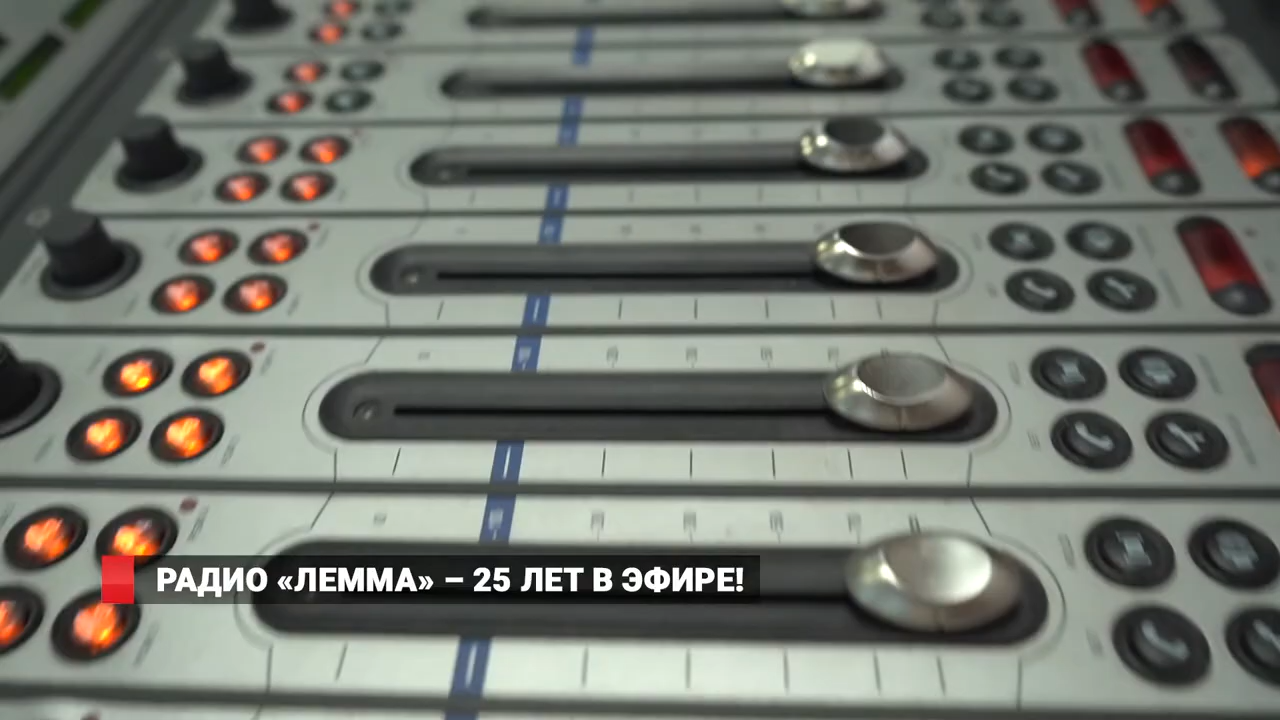 РАДИО «ЛЕММА» – 25 ЛЕТ В ЭФИРЕ!